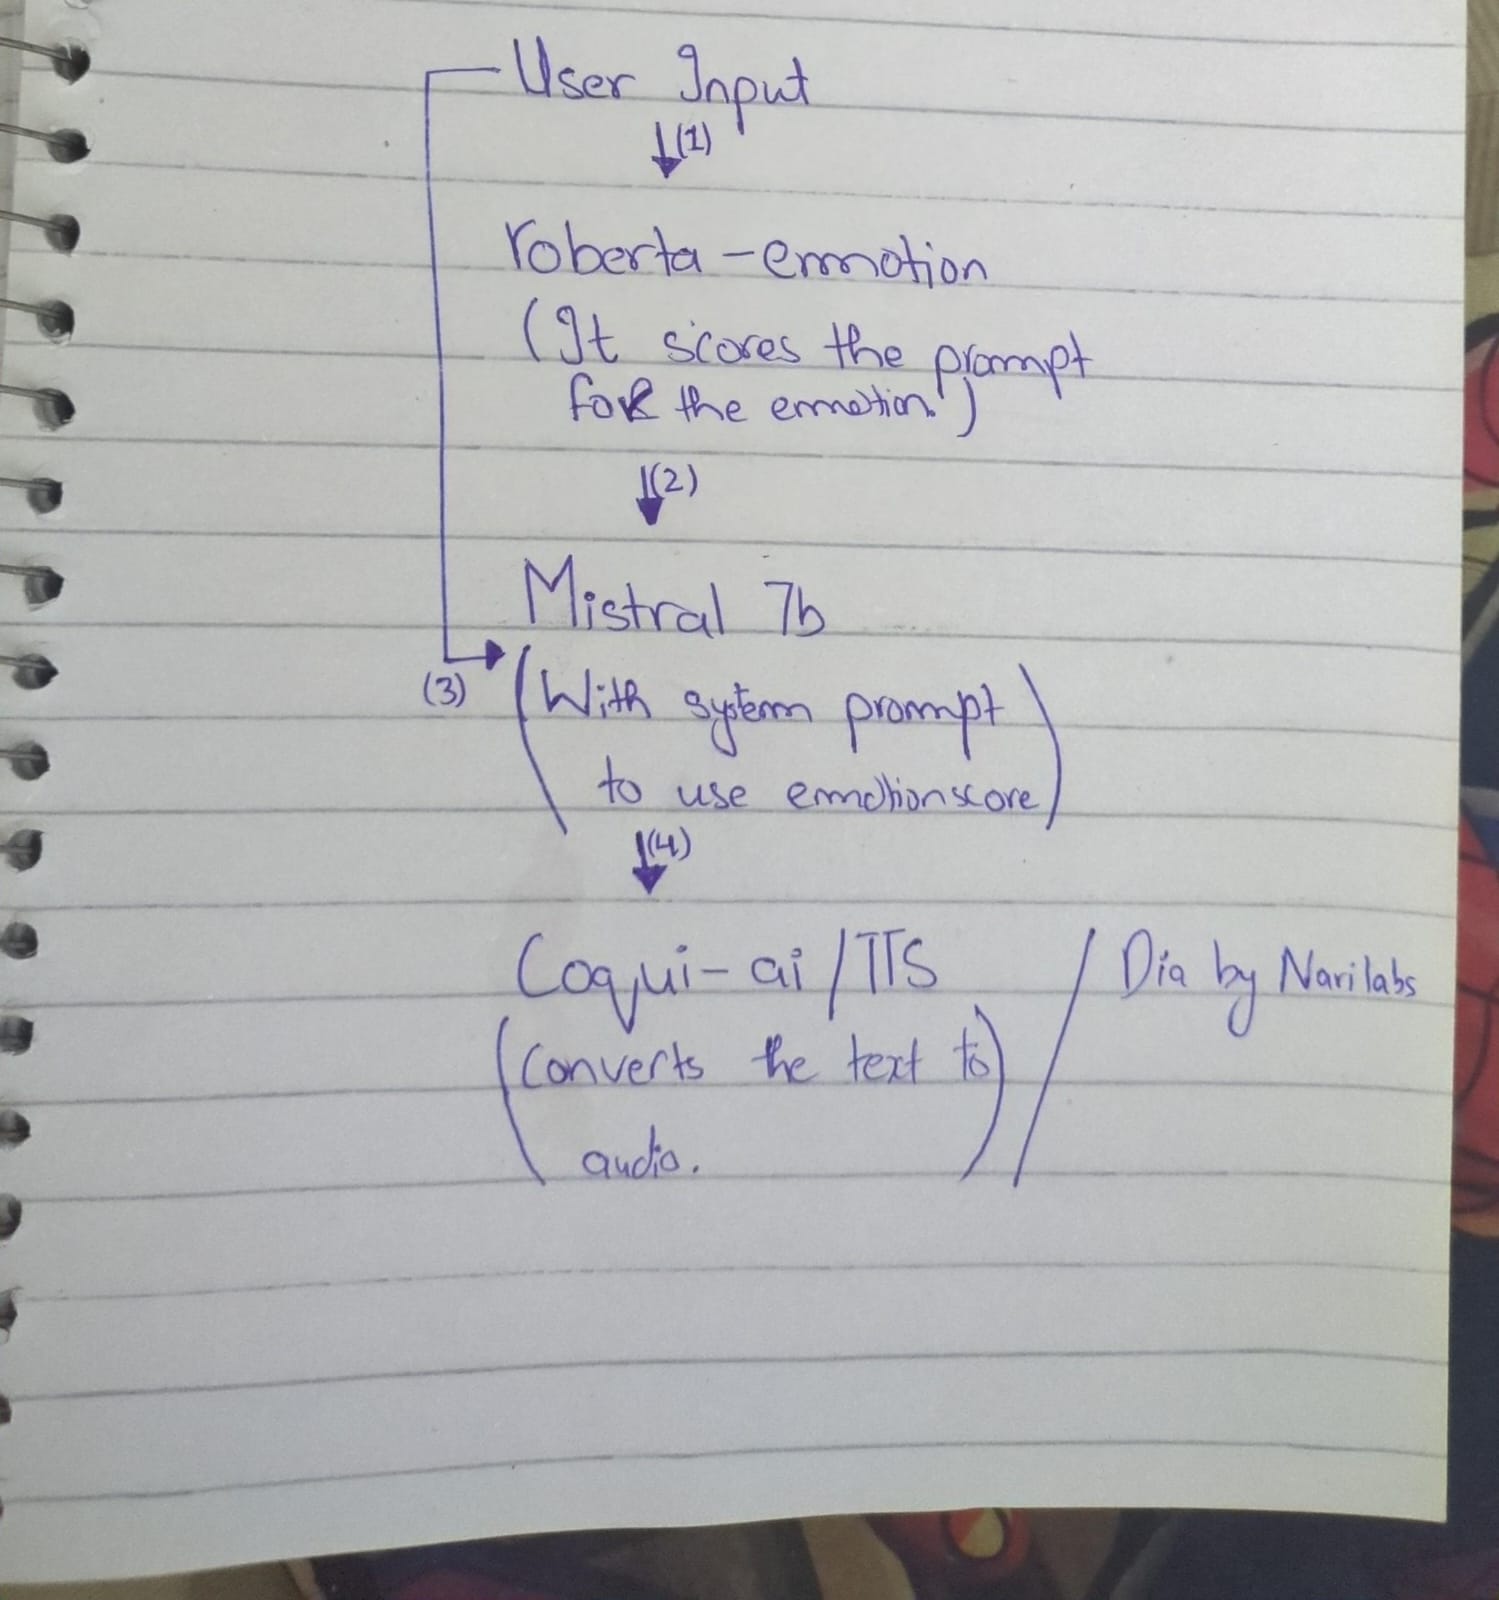 User Input
(1)
roberta-emotion
(It scores the prompt
for the emotion.)
(2)
Mistral 7b
(3) (With system prompt
to use emotionscore)
(4)
Coqui-ai/TTS / Dia by Narilabs
(converts the text to)
audio.